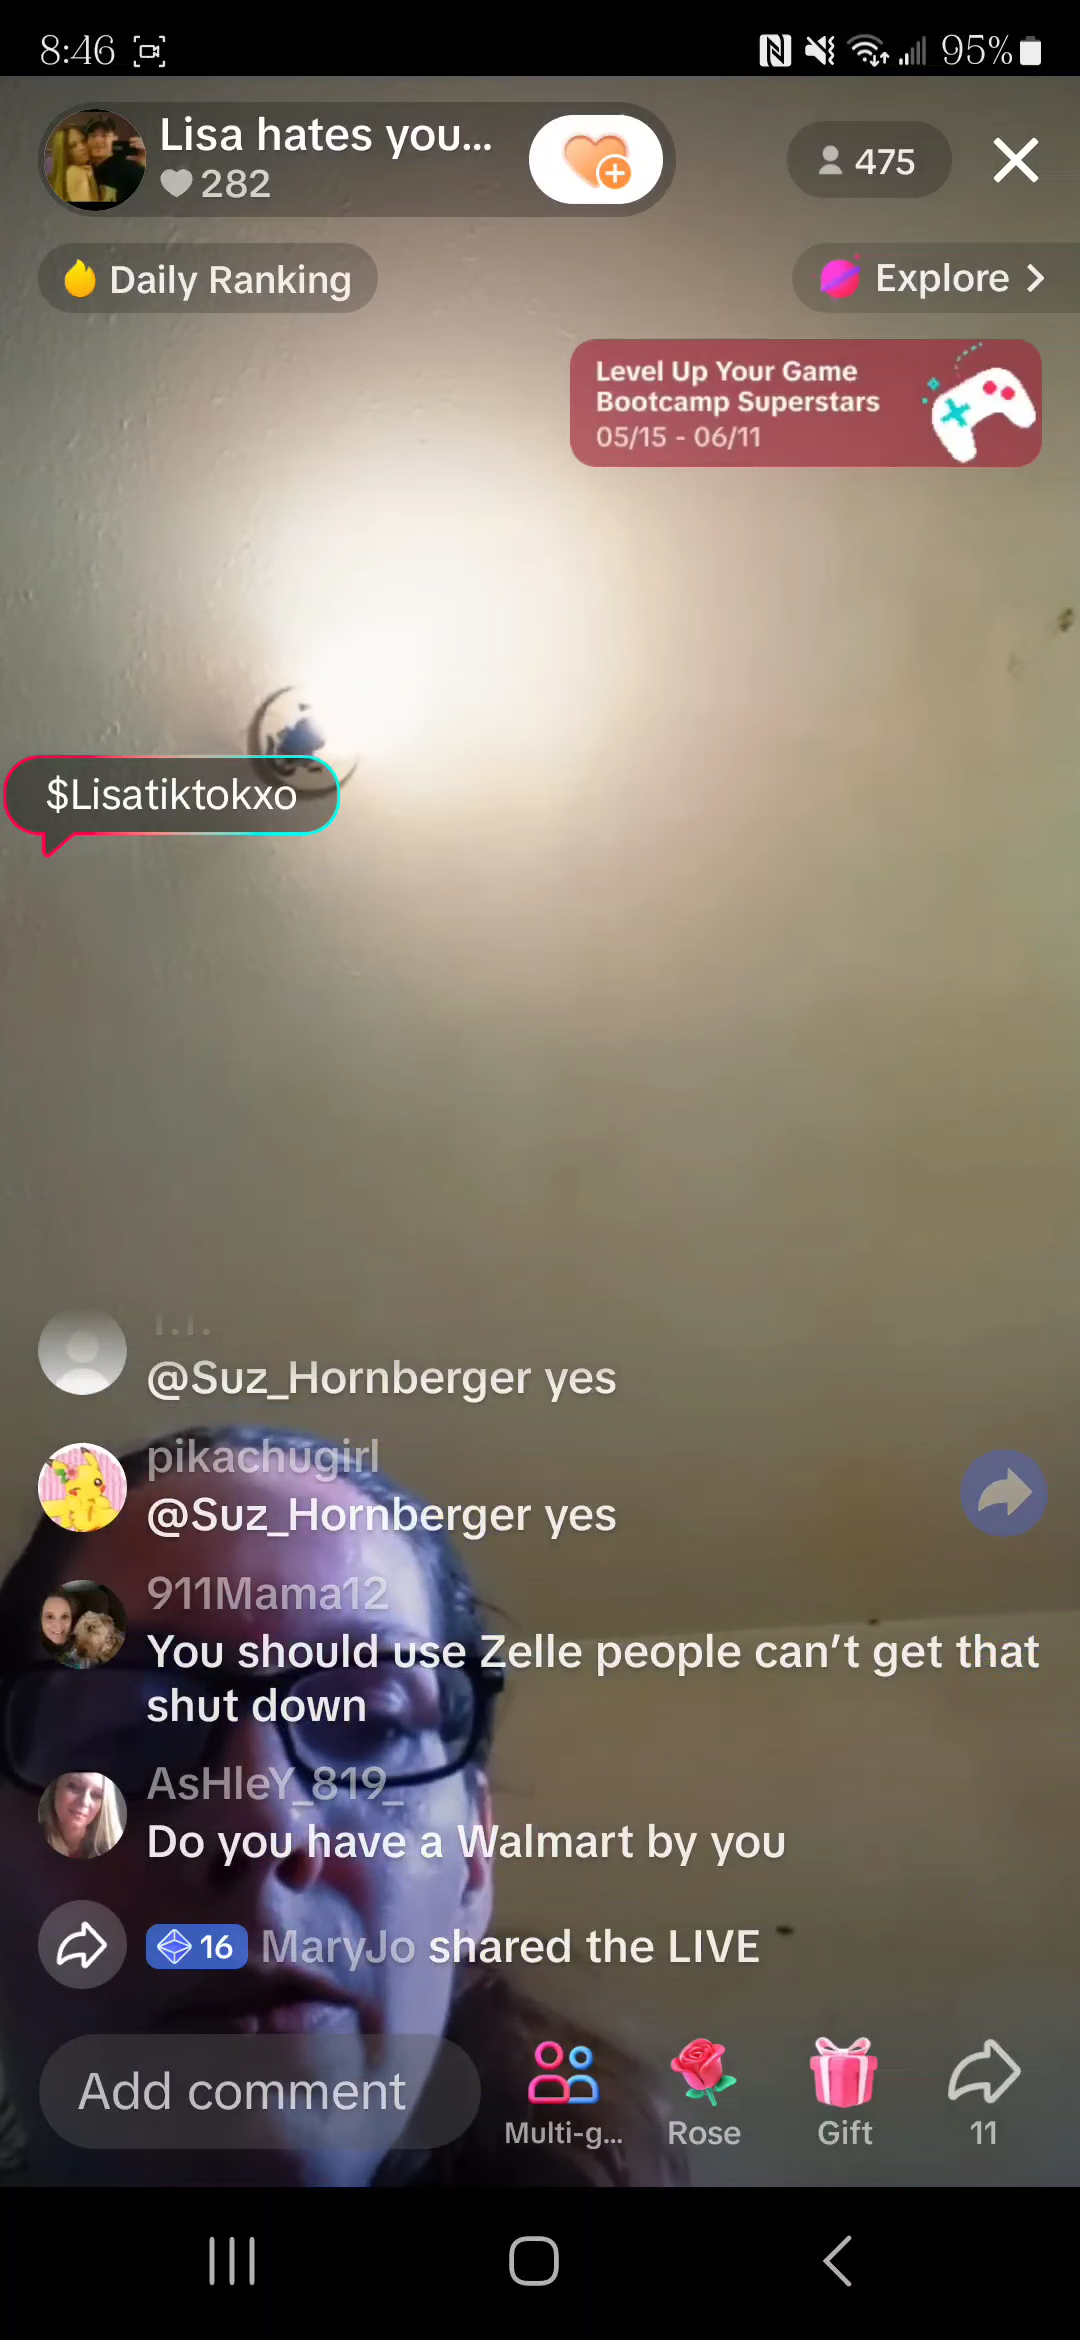 8:46
95%
Lisa hates you...
282
475
Daily Ranking
Explore
Level Up Your Game
Bootcamp Superstars
05/15 - 06/11
$Lisatiktokxo
@Suz_Hornberger yes
pikachugirl
@Suz_Hornberger yes
911Mama12
You should use Zelle people can't get that
shut down
AsHleY_819_
Do you have a Walmart by you
16 MaryJo shared the LIVE
Add comment
Multi-g...
Rose
Gift
11